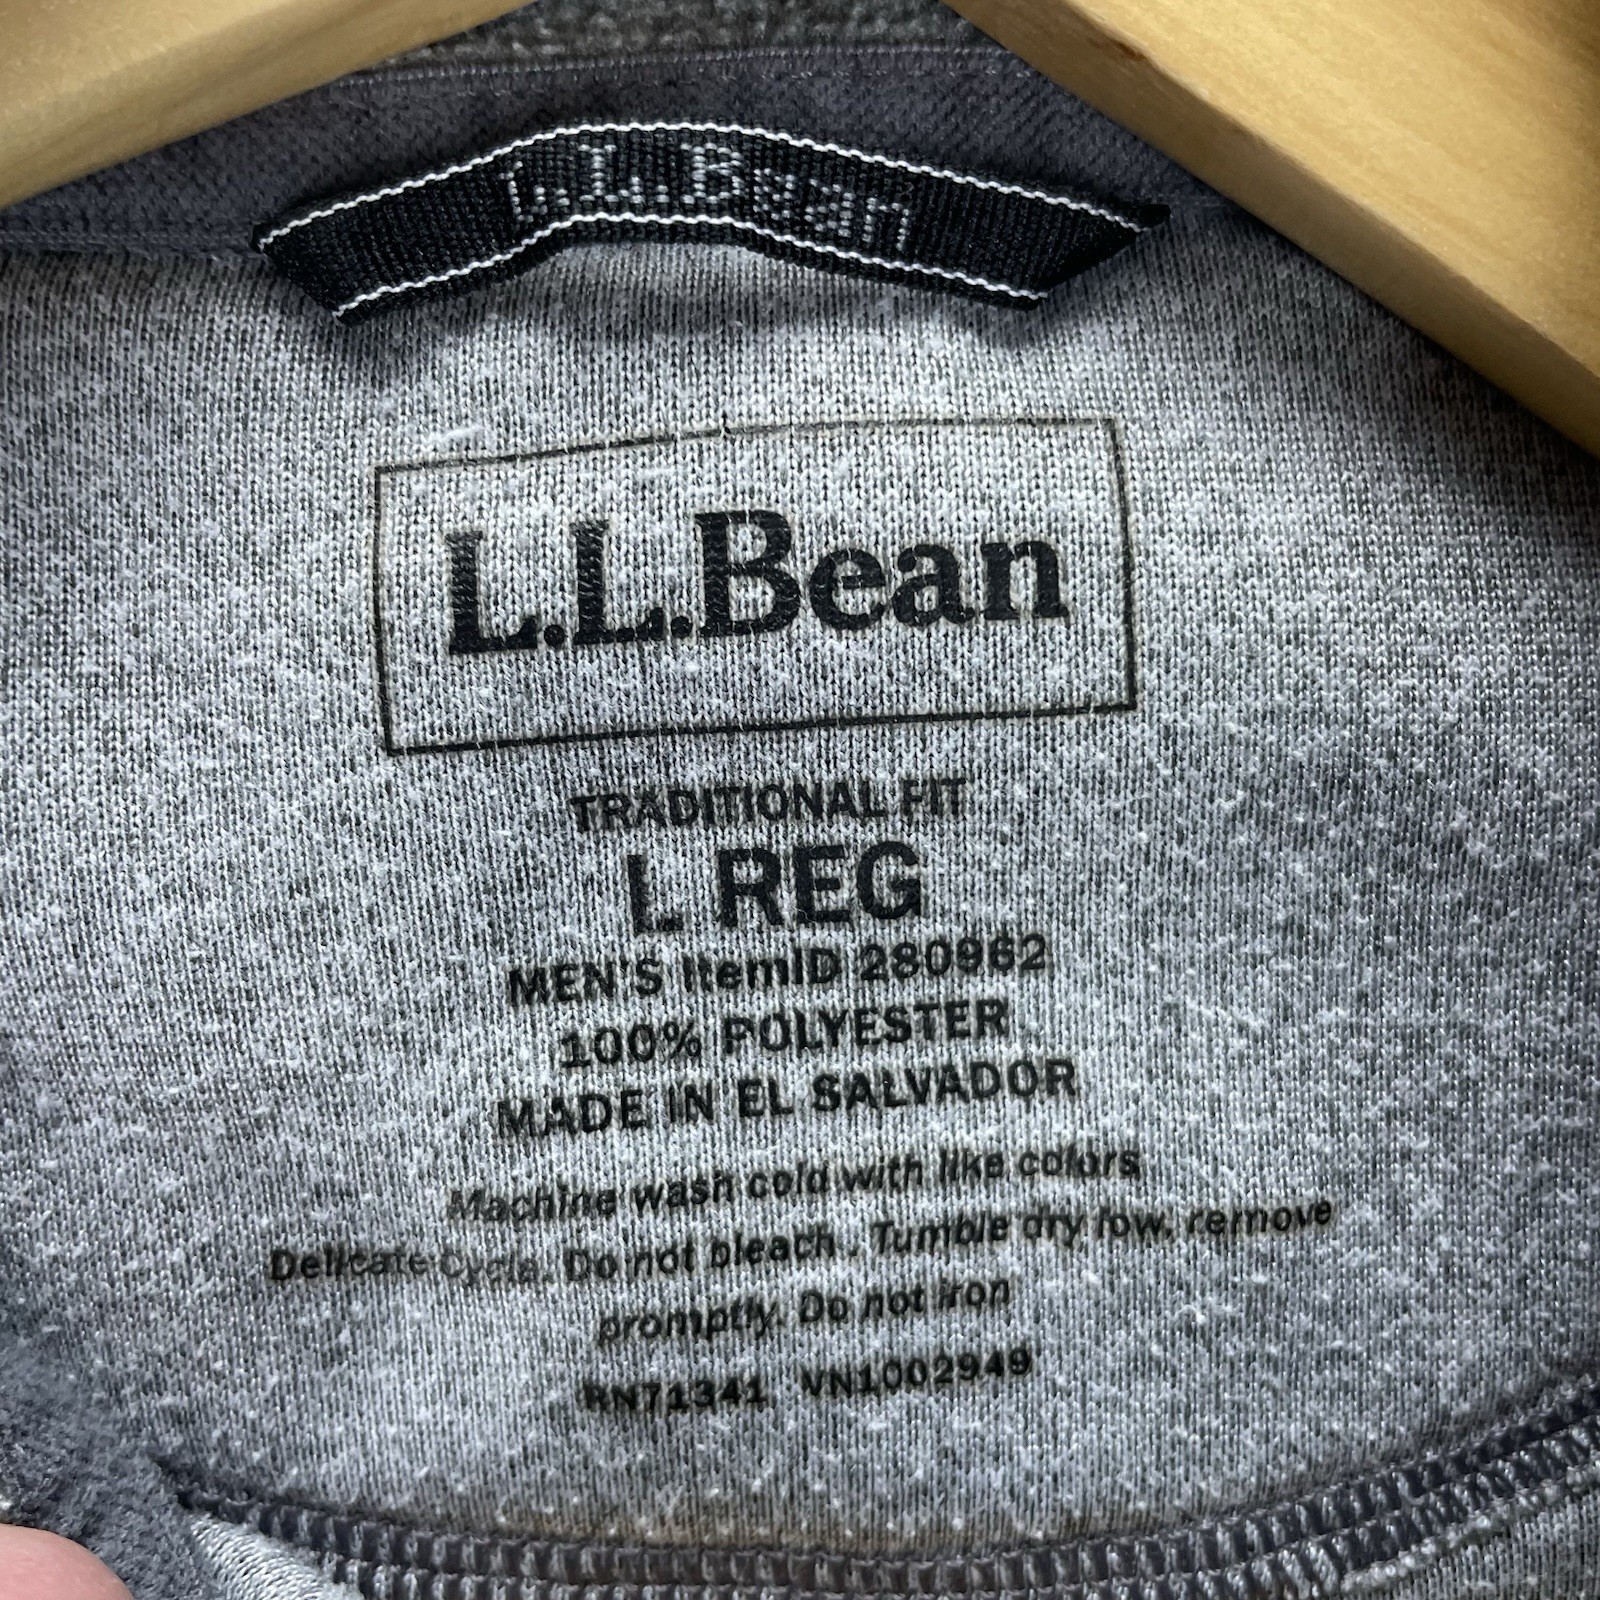 L.L.Bean
L.L.Bean
TRADITIONAL FIT
L REG
MEN'S ItemID 280962
100% POLYESTER
MADE IN EL SALVADOR
Machine wash cold with like colors
Delicate Cycle. Do not bleach. Tumble dry low, remove
promptly. Do not iron
RN71341 VN1002949